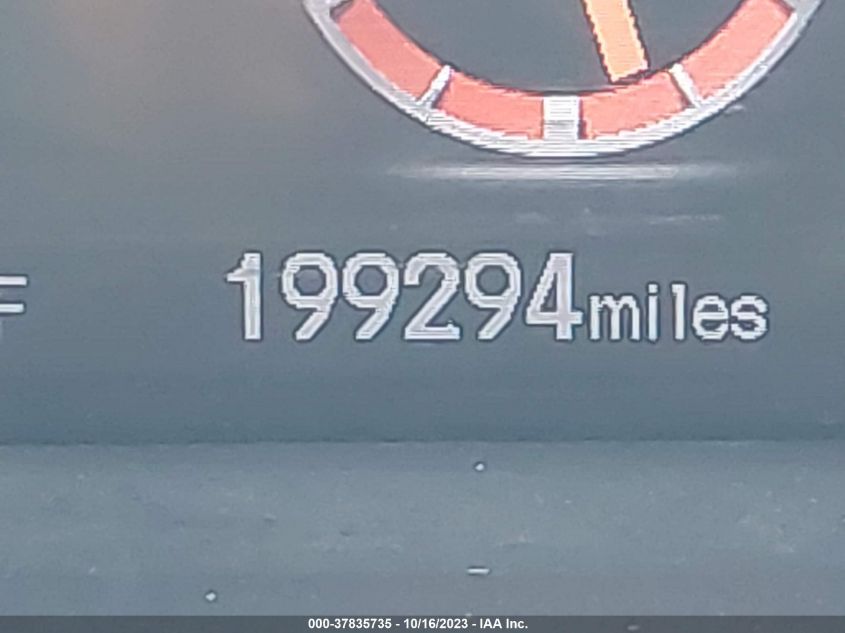 F
199294miles
000-37835735 - 10/16/2023 - IAA Inc.